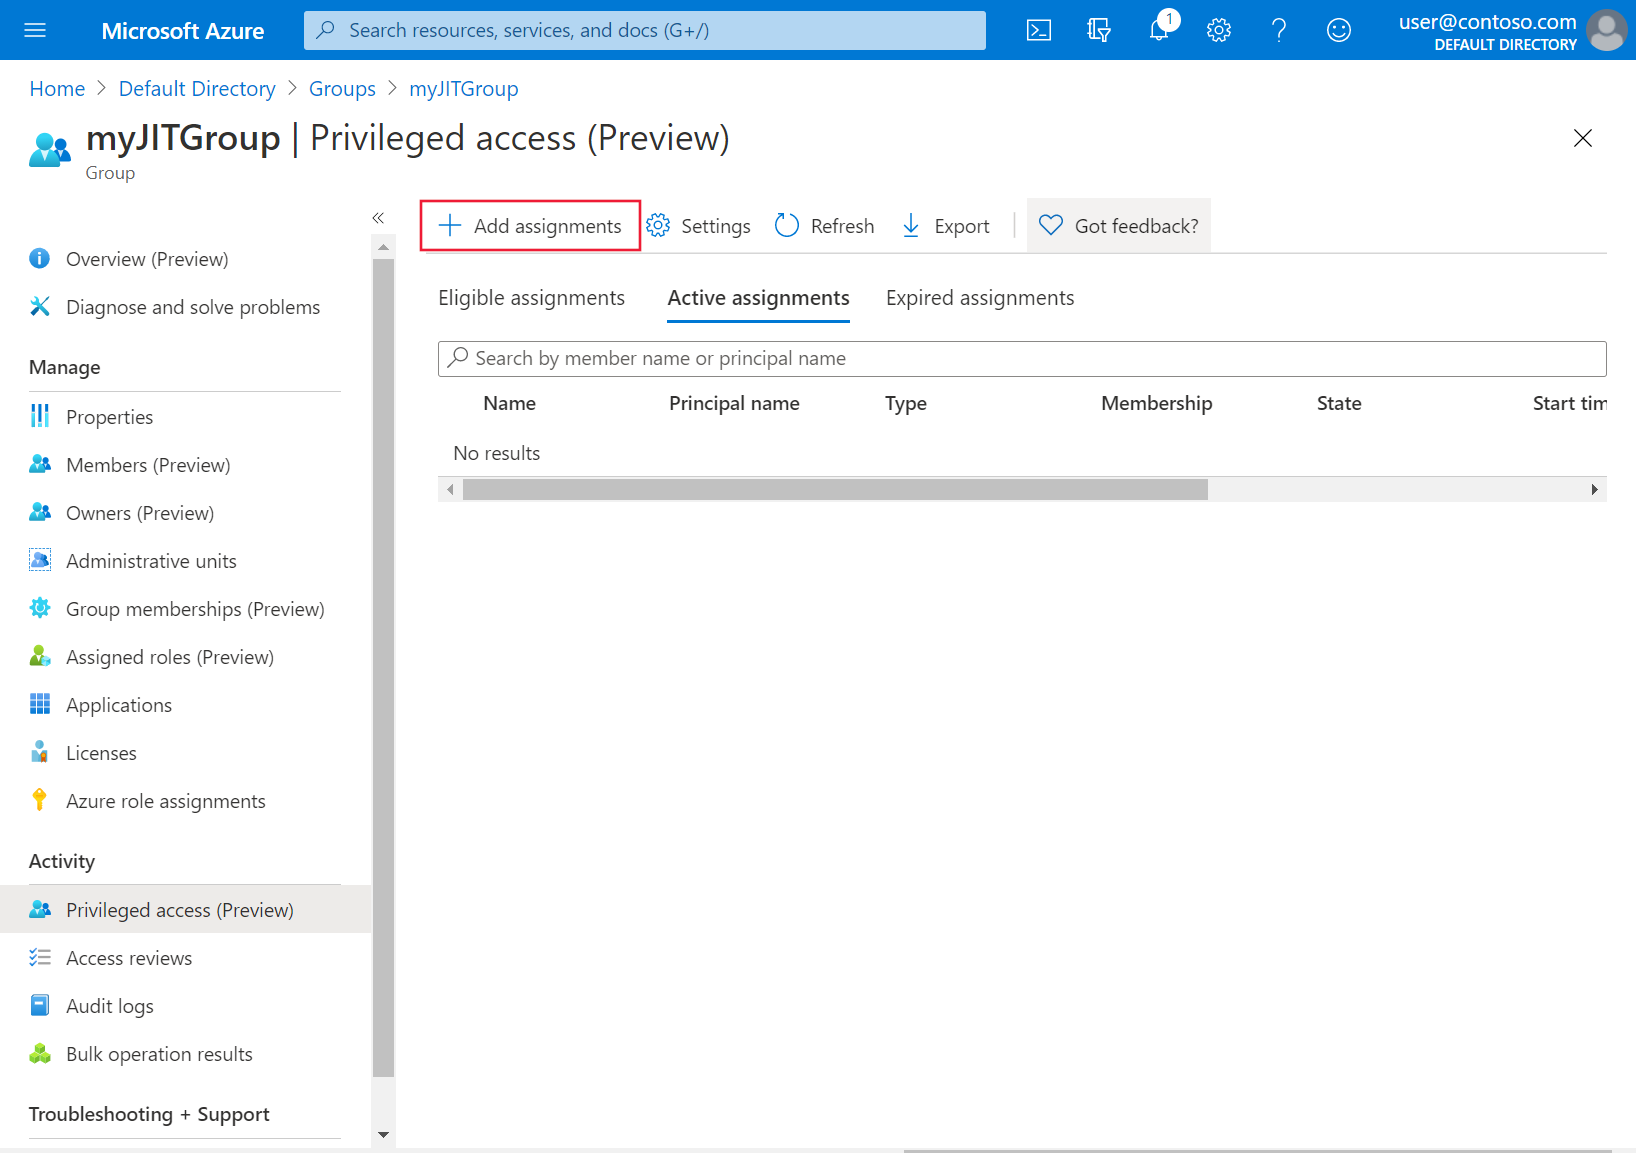 Microsoft Azure
Search resources, services, and docs (G+/)
1
user@contoso.com
DEFAULT DIRECTORY
Home > Default Directory > Groups > myJITGroup
myJITGroup | Privileged access (Preview)
Group
Overview (Preview)
Diagnose and solve problems
Manage
Properties
Members (Preview)
Owners (Preview)
Administrative units
Group memberships (Preview)
Assigned roles (Preview)
Applications
Licenses
Azure role assignments
Activity
Privileged access (Preview)
Access reviews
Audit logs
Bulk operation results
Troubleshooting + Support
Add assignments Settings Refresh Export Got feedback?
Eligible assignments Active assignments Expired assignments
Search by member name or principal name
Name Principal name Type Membership State Start tim
No results